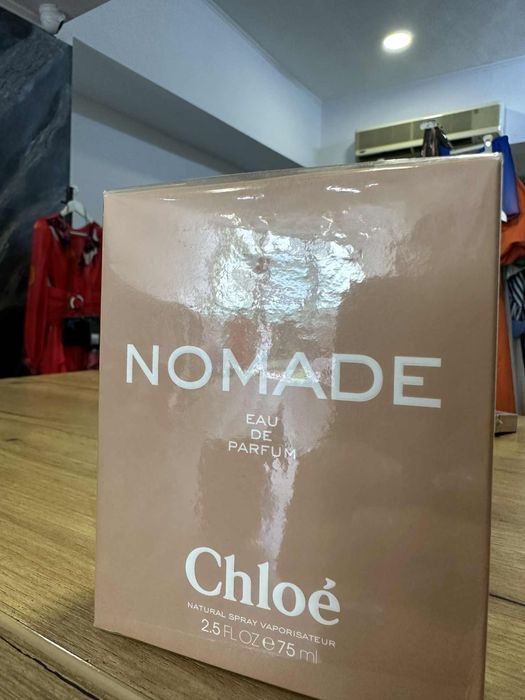 NOMADE
EAU
DE
PARFUM
Chloé
NATURAL SPRAY VAPORISATEUR
2.5 FL OZ ℮ 75 ml